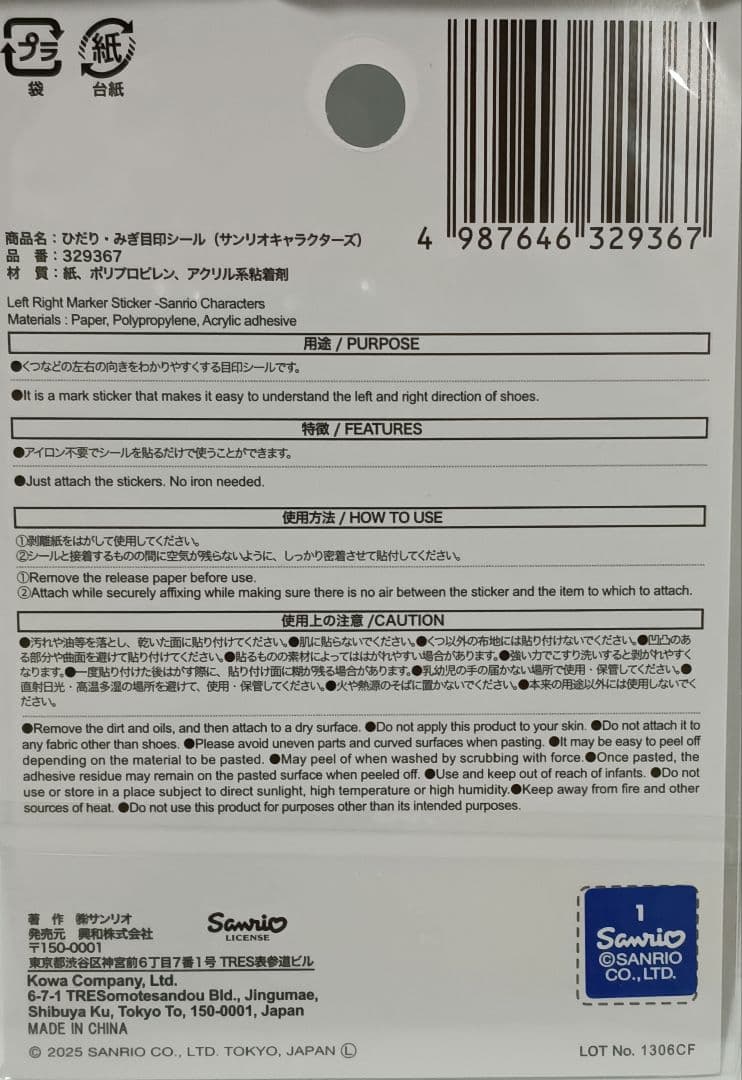 プラ
袋
紙
台紙
4 987646 329367
商品名：ひだり・みぎ目印シール（サンリオキャラクターズ）
品　番：329367
材　質：紙、ポリプロピレン、アクリル系粘着剤
Left Right Marker Sticker -Sanrio Characters
Materials : Paper, Polypropylene, Acrylic adhesive
用途 / PURPOSE
●くつなどの左右の向きをわかりやすくする目印シールです。
●It is a mark sticker that makes it easy to understand the left and right direction of shoes.
特徴 / FEATURES
●アイロン不要でシールを貼るだけで使うことができます。
●Just attach the stickers. No iron needed.
使用方法 / HOW TO USE
①剥離紙をはがして使用してください。
②シールと接着するものの間に空気が残らないように、しっかり密着させて貼付してください。
①Remove the release paper before use.
②Attach while securely affixing while making sure there is no air between the sticker and the item to which to attach.
使用上の注意 /CAUTION
●汚れや油等を落とし、乾いた面に貼り付けてください。●肌に貼らないでください。●くつ以外の布地には貼り付けないでください。●凹凸のあ
る部分や曲面を避けて貼り付けてください。●貼るものの素材によってははがれやすい場合があります。●強い力でこすり洗いすると剥がれやすく
なります。●一度貼り付けた後はがす際に、貼り付け面に糊が残る場合があります。●乳幼児の手の届かない場所で使用・保管してください。●
直射日光・高温多湿の場所を避けて、使用・保管してください。●火や熱源のそばに置かないでください。●本来の用途以外には使用しないでく
ださい。
●Remove the dirt and oils, and then attach to a dry surface. ●Do not apply this product to your skin. ●Do not attach it to
any fabric other than shoes. ●Please avoid uneven parts and curved surfaces when pasting. ●It may be easy to peel off
depending on the material to be pasted. ●May peel of when washed by scrubbing with force.●Once pasted, the
adhesive residue may remain on the pasted surface when peeled off. ●Use and keep out of reach of infants. ●Do not
use or store in a place subject to direct sunlight, high temperature or high humidity.●Keep away from fire and other
sources of heat. ●Do not use this product for purposes other than its intended purposes.
著　作　㈱サンリオ
発売元　興和株式会社
〒150-0001
東京都渋谷区神宮前6丁目7番1号 TRES表参道ビル
Kowa Company, Ltd.
6-7-1 TRESomotesandou Bld., Jingumae,
Shibuya Ku, Tokyo To, 150-0001, Japan
MADE IN CHINA
© 2025 SANRIO CO., LTD. TOKYO, JAPAN Ⓛ
Sanrio
LICENSE
1
Sanrio
©SANRIO
CO.,LTD.
LOT No. 1306CF